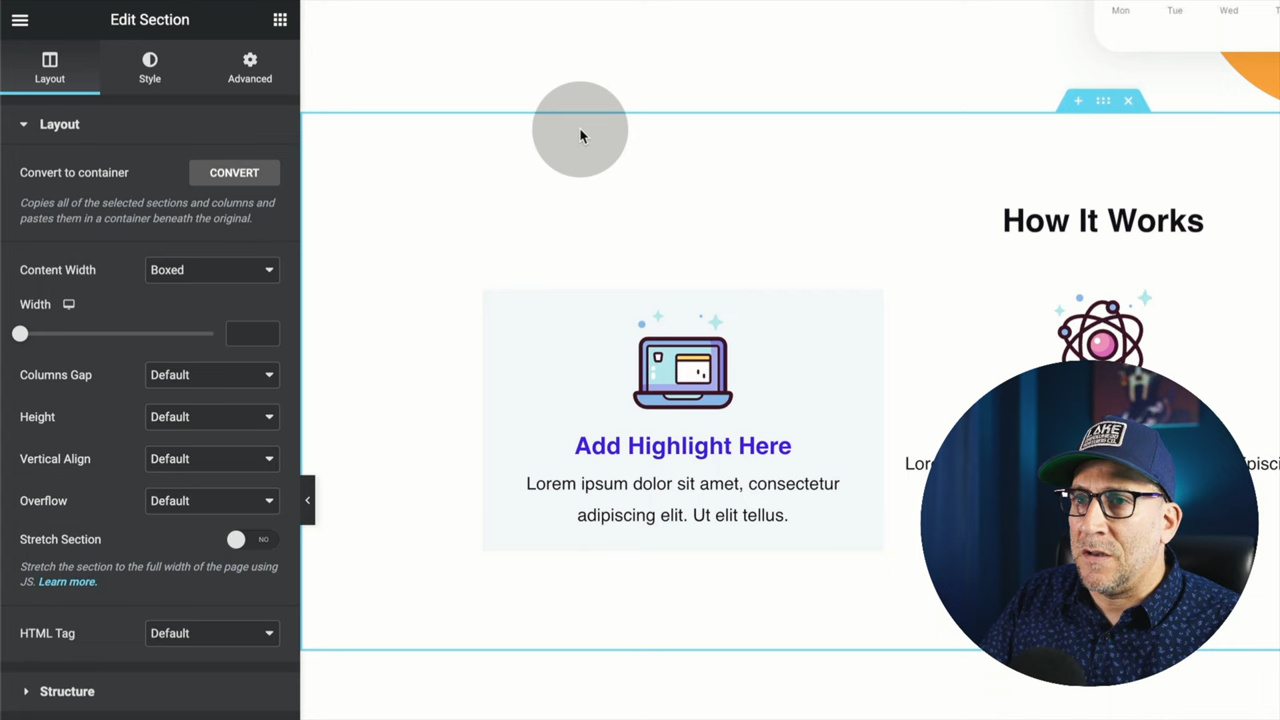 Edit Section
Layout
Style
Advanced
Layout
Convert to container
CONVERT
Copies all of the selected sections and columns and
pastes them in a container beneath the original.
Content Width
Boxed
Width
Columns Gap
Default
Height
Default
Vertical Align
Default
Overflow
Default
Stretch Section
NO
Stretch the section to the full width of the page using
JS. Learn more.
HTML Tag
Default
Structure
Mon
Tue
Wed
How It Works
Add Highlight Here
Lorem ipsum dolor sit amet, consectetur
adipiscing elit. Ut elit tellus.
LAKE